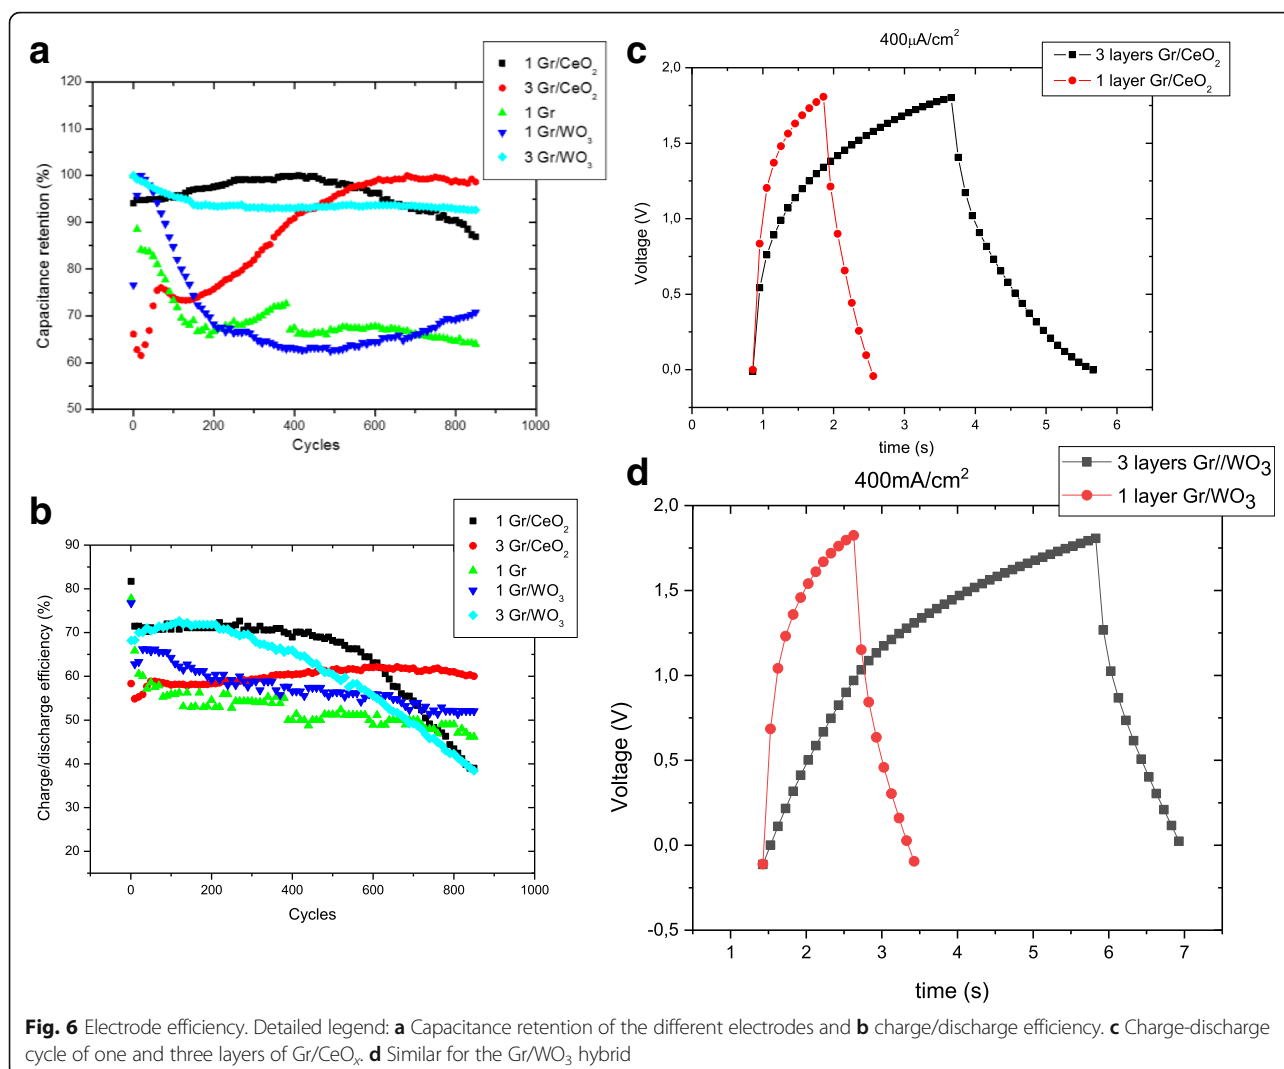 a
1 Gr/CeO2
3 Gr/CeO2
1 Gr
1 Gr/WO3
3 Gr/WO3
120
110
100
90
80
70
60
50
Capacitance retention (%)
0 200 400 600 800 1000
Cycles
b
1 Gr/CeO2
3 Gr/CeO2
1 Gr
1 Gr/WO3
3 Gr/WO3
90
80
70
60
50
40
30
20
Charge/discharge efficiency (%)
0 200 400 600 800 1000
Cycles
c
400μA/cm2
3 layers Gr/CeO2
1 layer Gr/CeO2
2,0
1,5
1,0
0,5
0,0
Voltage (V)
0 1 2 3 4 5 6
time (s)
d
400mA/cm2
3 layers Gr//WO3
1 layer Gr/WO3
2,0
1,5
1,0
0,5
0,0
-0,5
Voltage (V)
1 2 3 4 5 6 7
time (s)
Fig. 6 Electrode efficiency. Detailed legend: a Capacitance retention of the different electrodes and b charge/discharge efficiency. c Charge-discharge
cycle of one and three layers of Gr/CeOx. d Similar for the Gr/WO3 hybrid